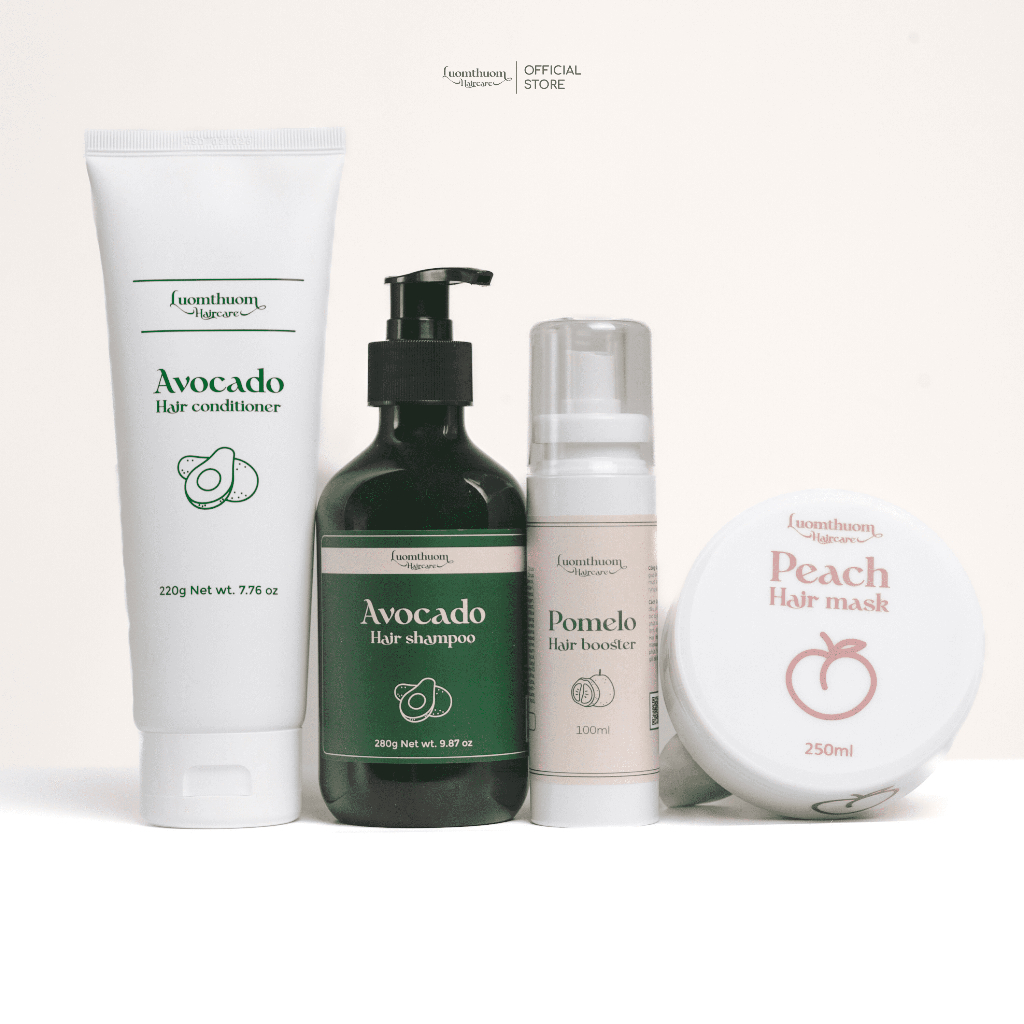 Luomthuom
Haircare
OFFICIAL
STORE
Luomthuom
Haircare
Avocado
Hair conditioner
220g Net wt. 7.76 oz
Luomthuom
Haircare
Avocado
Hair shampoo
280g Net wt. 9.87 oz
Luomthuom
Haircare
Pomelo
Hair booster
100ml
Luomthuom
Haircare
Peach
Hair mask
250ml